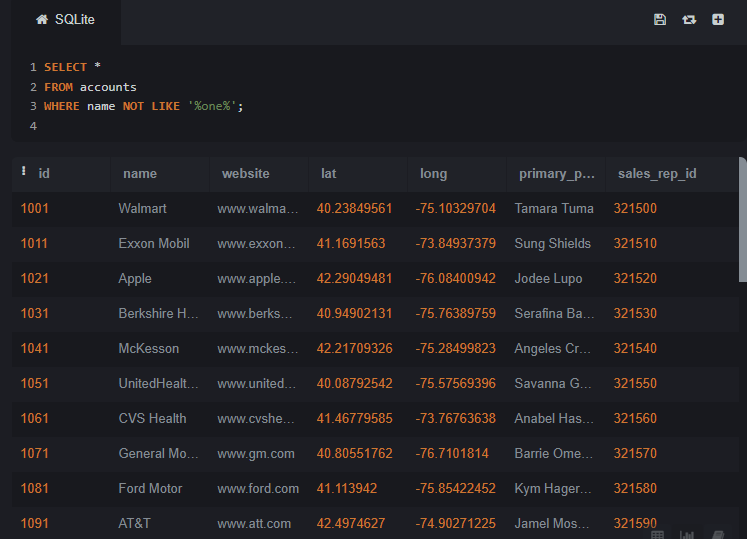 SQLite
1 SELECT *
2 FROM accounts
3 WHERE name NOT LIKE '%one%';
4
id name website lat long primary_p... sales_rep_id
1001 Walmart www.walma... 40.23849561 -75.10329704 Tamara Tuma 321500
1011 Exxon Mobil www.exxon... 41.1691563 -73.84937379 Sung Shields 321510
1021 Apple www.apple.... 42.29049481 -76.08400942 Jodee Lupo 321520
1031 Berkshire H... www.berks... 40.94902131 -75.76389759 Serafina Ba... 321530
1041 McKesson www.mckes... 42.21709326 -75.28499823 Angeles Cr... 321540
1051 UnitedHealt... www.united... 40.08792542 -75.57569396 Savanna G... 321550
1061 CVS Health www.cvshe... 41.46779585 -73.76763638 Anabel Has... 321560
1071 General Mo... www.gm.com 40.80551762 -76.7101814 Barrie Ome... 321570
1081 Ford Motor www.ford.com 41.113942 -75.85422452 Kym Hager... 321580
1091 AT&T www.att.com 42.4974627 -74.90271225 Jamel Mos... 321590